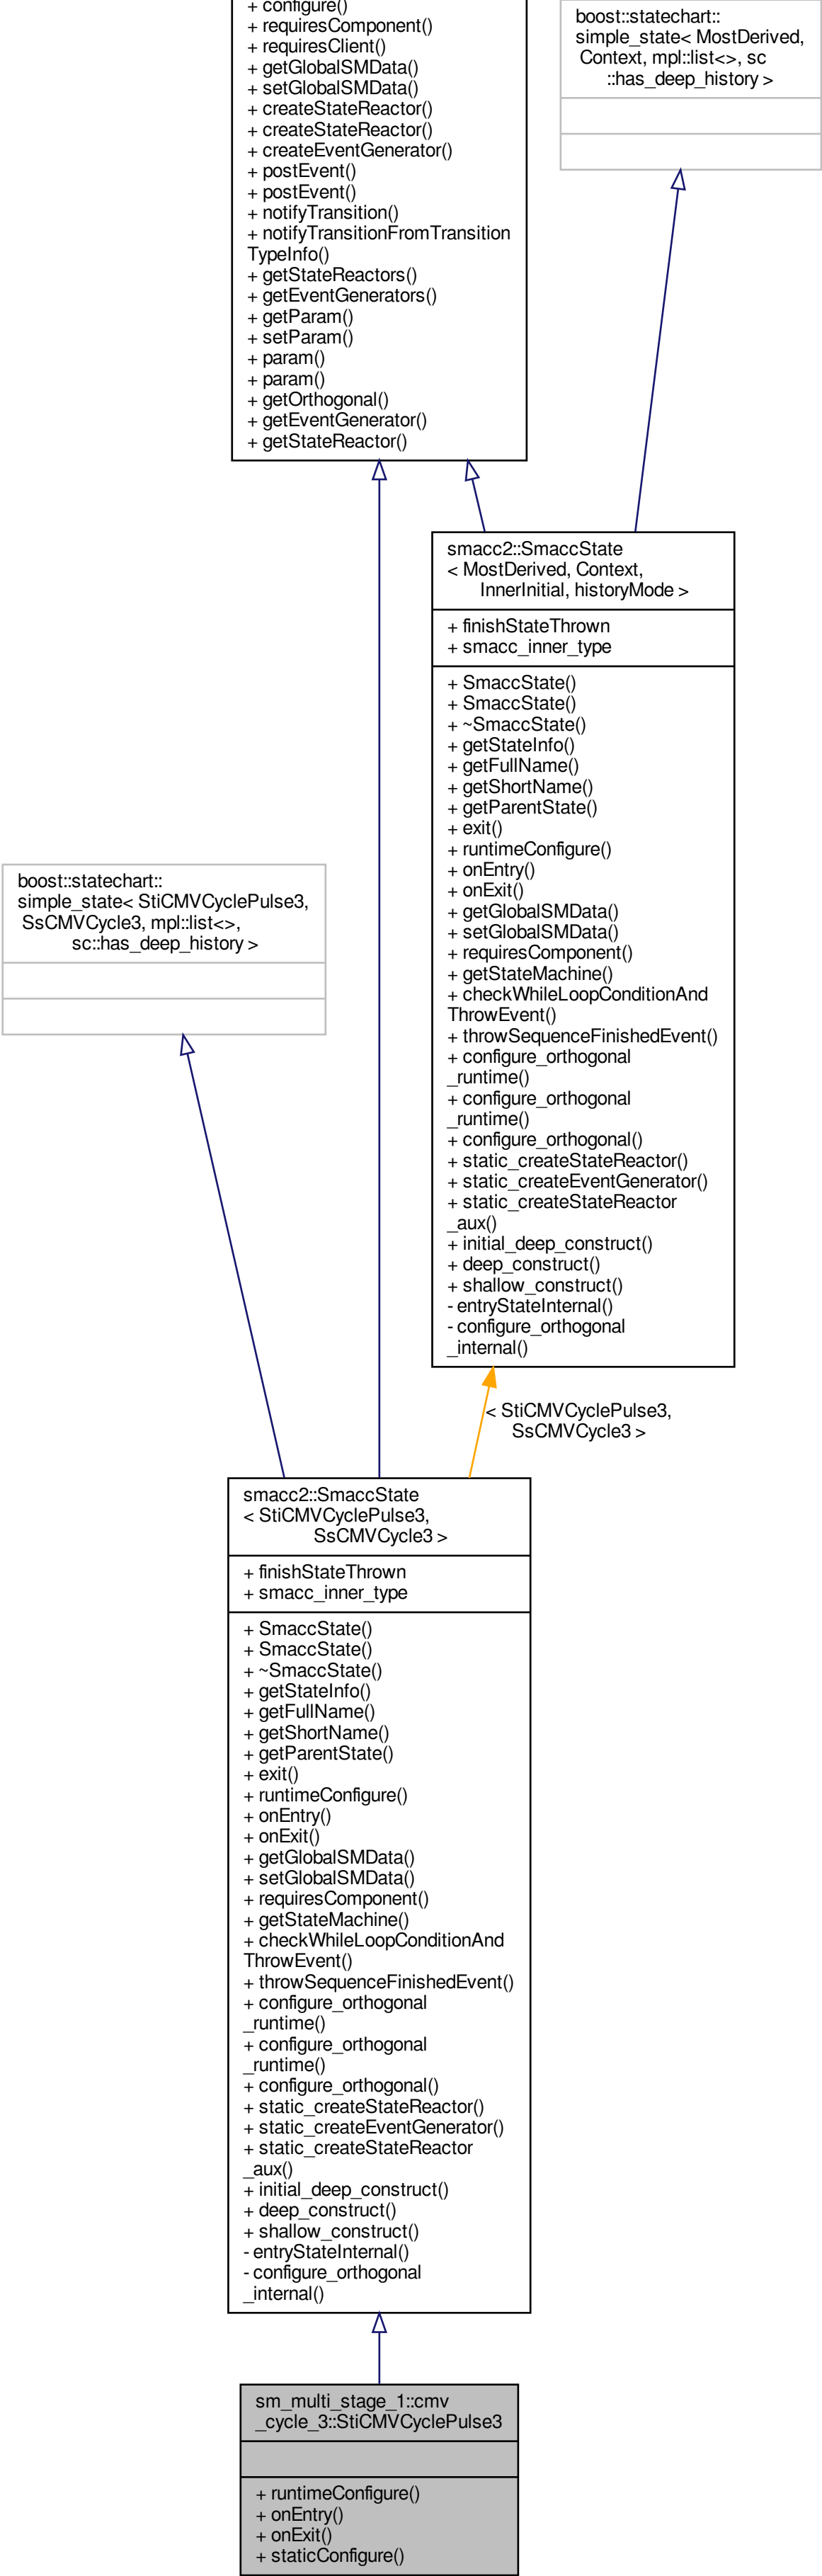 + configure()
+ requiresComponent()
+ requiresClient()
+ getGlobalSMData()
+ setGlobalSMData()
+ createStateReactor()
+ createStateReactor()
+ createEventGenerator()
+ postEvent()
+ postEvent()
+ notifyTransition()
+ notifyTransitionFromTransition
TypeInfo()
+ getStateReactors()
+ getEventGenerators()
+ getParam()
+ setParam()
+ param()
+ param()
+ getOrthogonal()
+ getEventGenerator()
+ getStateReactor()
boost::statechart::
simple_state< MostDerived,
Context, mpl::list<>, sc
::has_deep_history >
smacc2::SmaccState
< MostDerived, Context,
InnerInitial, historyMode >
+ finishStateThrown
+ smacc_inner_type
+ SmaccState()
+ SmaccState()
+ ~SmaccState()
+ getStateInfo()
+ getFullName()
+ getShortName()
+ getParentState()
+ exit()
+ runtimeConfigure()
+ onEntry()
+ onExit()
+ getGlobalSMData()
+ setGlobalSMData()
+ requiresComponent()
+ getStateMachine()
+ checkWhileLoopConditionAnd
ThrowEvent()
+ throwSequenceFinishedEvent()
+ configure_orthogonal
_runtime()
+ configure_orthogonal
_runtime()
+ configure_orthogonal()
+ static_createStateReactor()
+ static_createEventGenerator()
+ static_createStateReactor
_aux()
+ initial_deep_construct()
+ deep_construct()
+ shallow_construct()
- entryStateInternal()
- configure_orthogonal
_internal()
boost::statechart::
simple_state< StiCMVCyclePulse3,
SsCMVCycle3, mpl::list<>,
sc::has_deep_history >
< StiCMVCyclePulse3,
SsCMVCycle3 >
smacc2::SmaccState
< StiCMVCyclePulse3,
SsCMVCycle3 >
+ finishStateThrown
+ smacc_inner_type
+ SmaccState()
+ SmaccState()
+ ~SmaccState()
+ getStateInfo()
+ getFullName()
+ getShortName()
+ getParentState()
+ exit()
+ runtimeConfigure()
+ onEntry()
+ onExit()
+ getGlobalSMData()
+ setGlobalSMData()
+ requiresComponent()
+ getStateMachine()
+ checkWhileLoopConditionAnd
ThrowEvent()
+ throwSequenceFinishedEvent()
+ configure_orthogonal
_runtime()
+ configure_orthogonal
_runtime()
+ configure_orthogonal()
+ static_createStateReactor()
+ static_createEventGenerator()
+ static_createStateReactor
_aux()
+ initial_deep_construct()
+ deep_construct()
+ shallow_construct()
- entryStateInternal()
- configure_orthogonal
_internal()
sm_multi_stage_1::cmv
_cycle_3::StiCMVCyclePulse3
+ runtimeConfigure()
+ onEntry()
+ onExit()
+ staticConfigure()